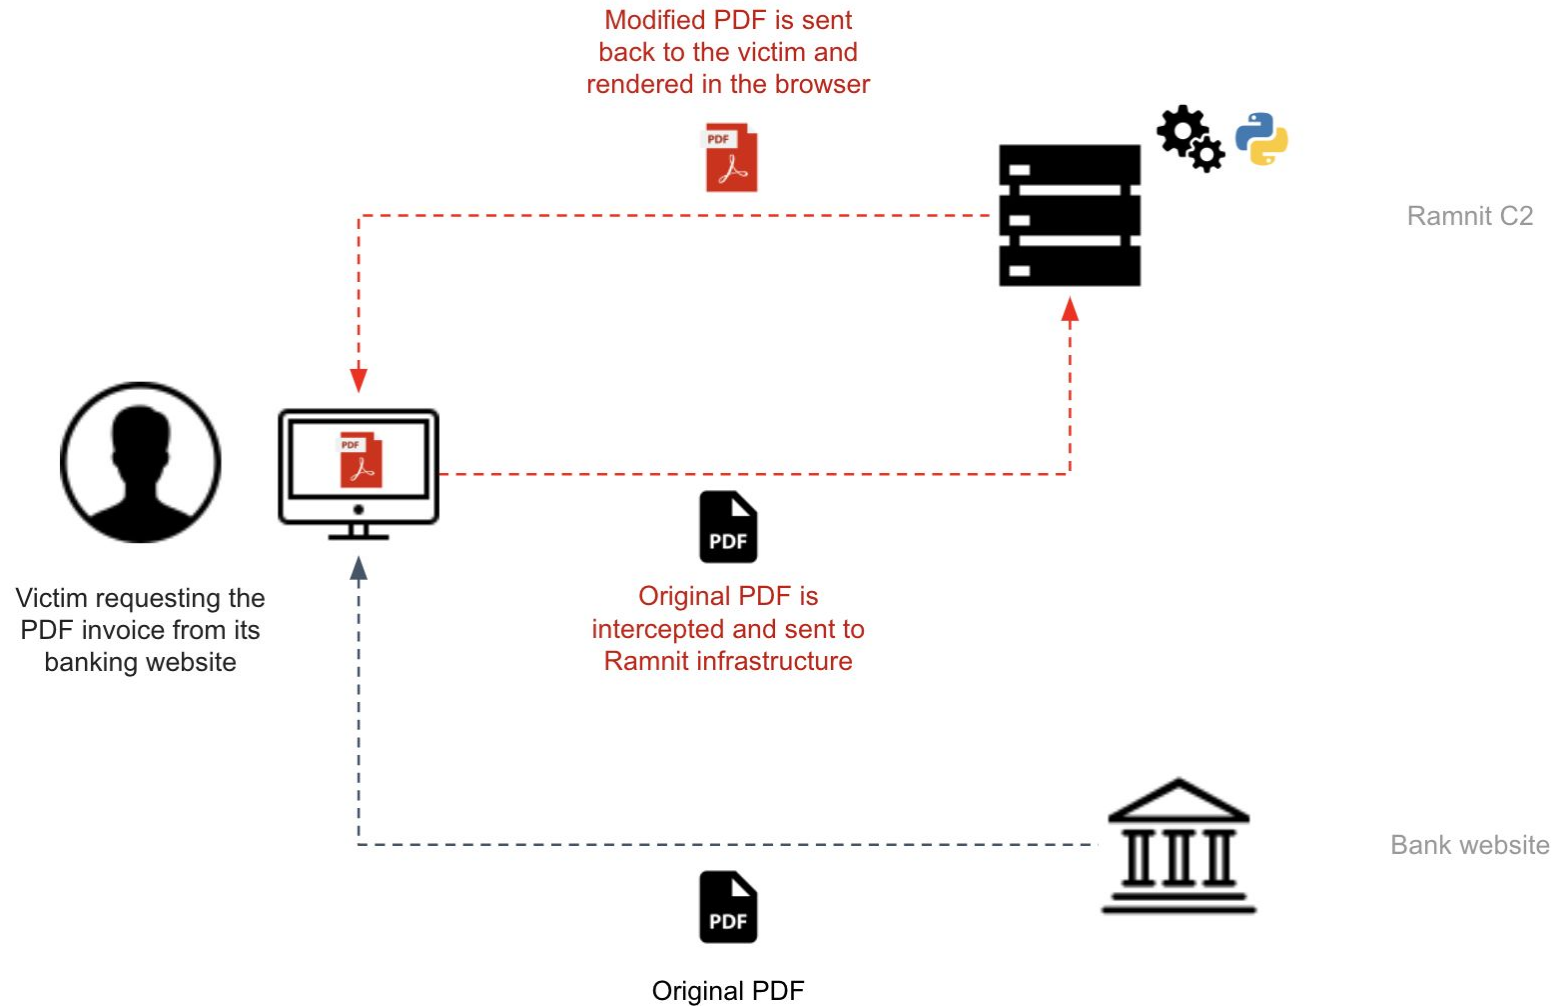 Modified PDF is sent
back to the victim and
rendered in the browser
PDF
Ramnit C2
PDF
PDF
Original PDF is
intercepted and sent to
Ramnit infrastructure
Victim requesting the
PDF invoice from its
banking website
Bank website
PDF
Original PDF